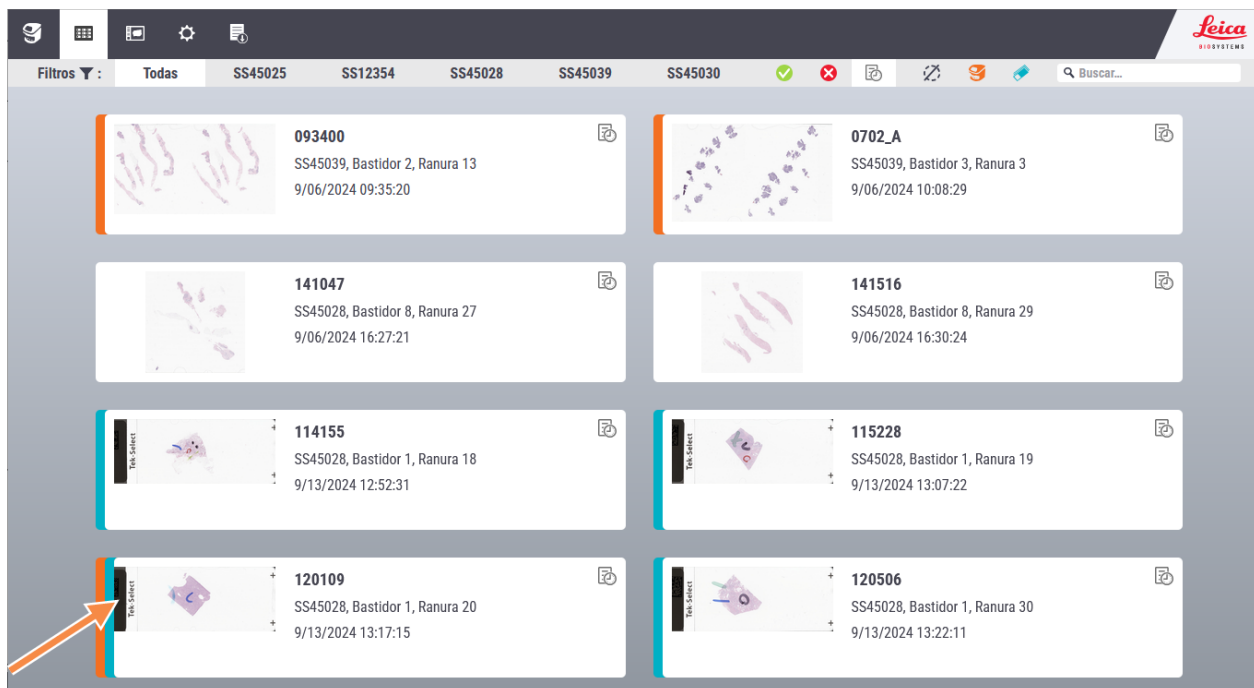 Leica
BIOSYSTEMS
Filtros : Todas SS45025 SS12354 SS45028 SS45039 SS45030 Buscar...
093400
SS45039, Bastidor 2, Ranura 13
9/06/2024 09:35:20
0702_A
SS45039, Bastidor 3, Ranura 3
9/06/2024 10:08:29
141047
SS45028, Bastidor 8, Ranura 27
9/06/2024 16:27:21
141516
SS45028, Bastidor 8, Ranura 29
9/06/2024 16:30:24
Tek-Select
114155
SS45028, Bastidor 1, Ranura 18
9/13/2024 12:52:31
Tek-Select
115228
SS45028, Bastidor 1, Ranura 19
9/13/2024 13:07:22
Tek-Select
120109
SS45028, Bastidor 1, Ranura 20
9/13/2024 13:17:15
Tek-Select
120506
SS45028, Bastidor 1, Ranura 30
9/13/2024 13:22:11